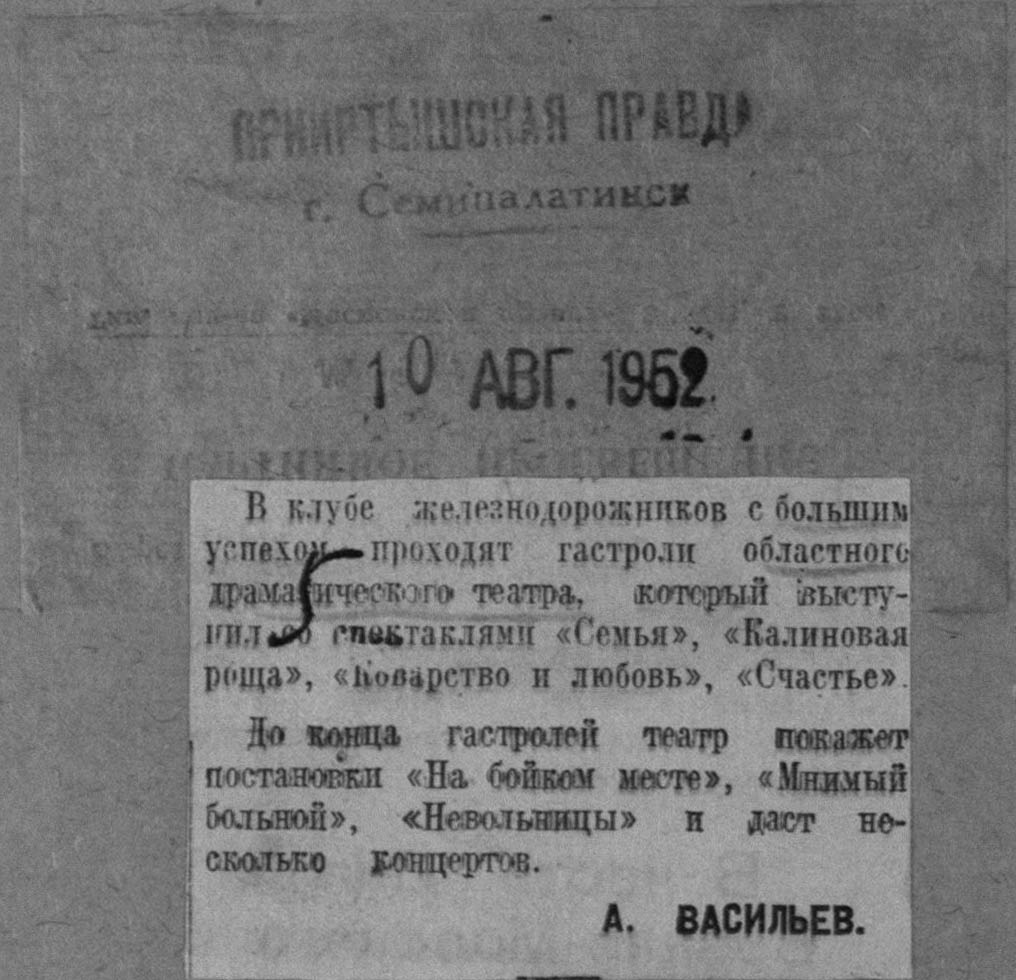 ПРИИРТЫШСКАЯ ПРАВДА
г. Семипалатинск
10 АВГ. 1952
В клубе железнодорожников с большим
успехом проходят гастроли областного
драматического театра, который высту-
пил со спектаклями «Семья», «Калиновая
роща», «Коварство и любовь», «Счастье».
До конца гастролей театр покажет
постановки «На бойком месте», «Мнимый
больной», «Невольницы» и даст не-
сколько концертов.
А. ВАСИЛЬЕВ.